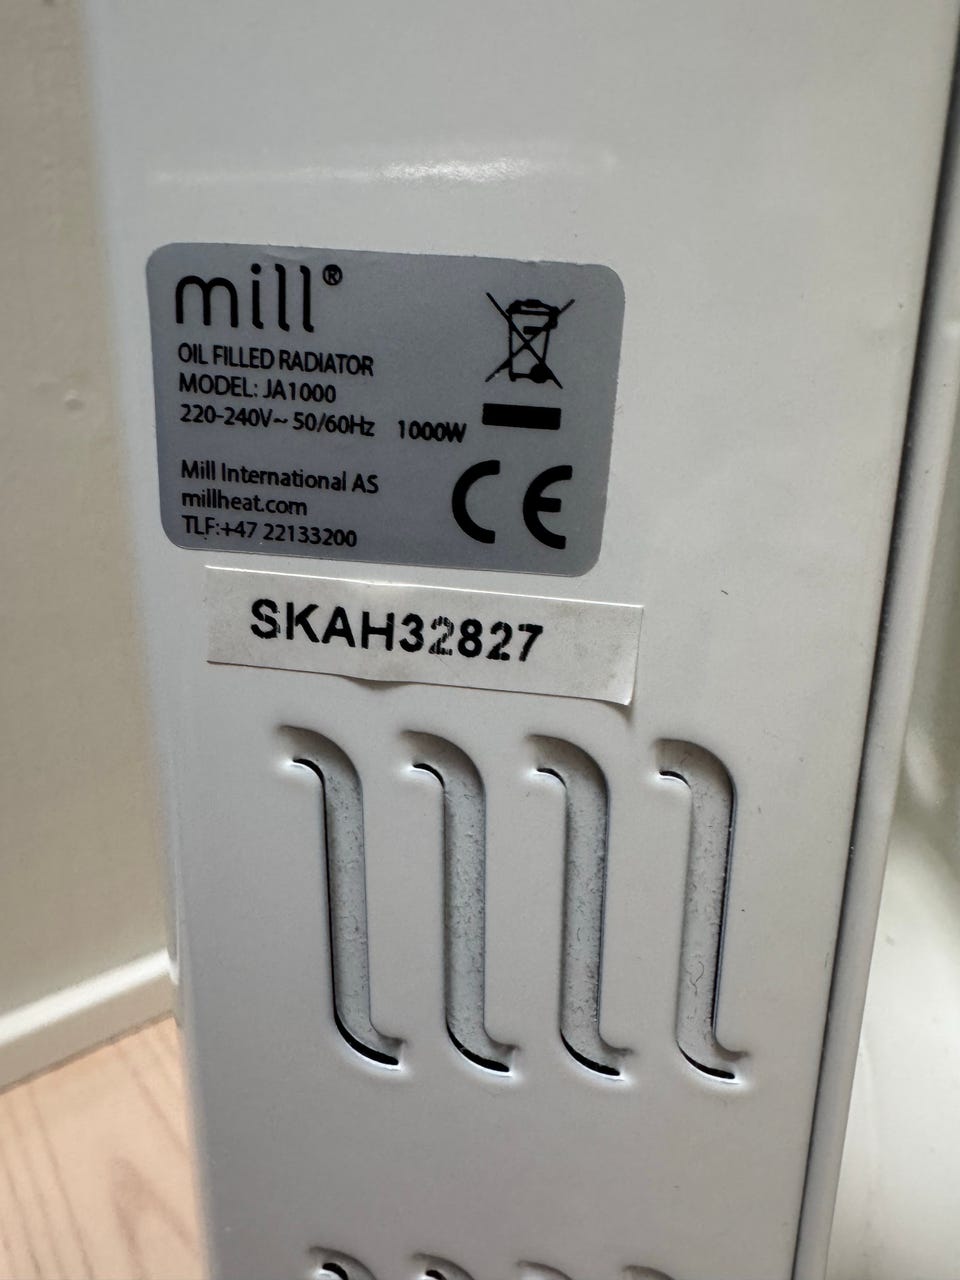 mill®
OIL FILLED RADIATOR
MODEL: JA1000
220-240V~ 50/60Hz 1000W
Mill International AS
millheat.com
TLF:+47 22133200
CE
SKAH32827